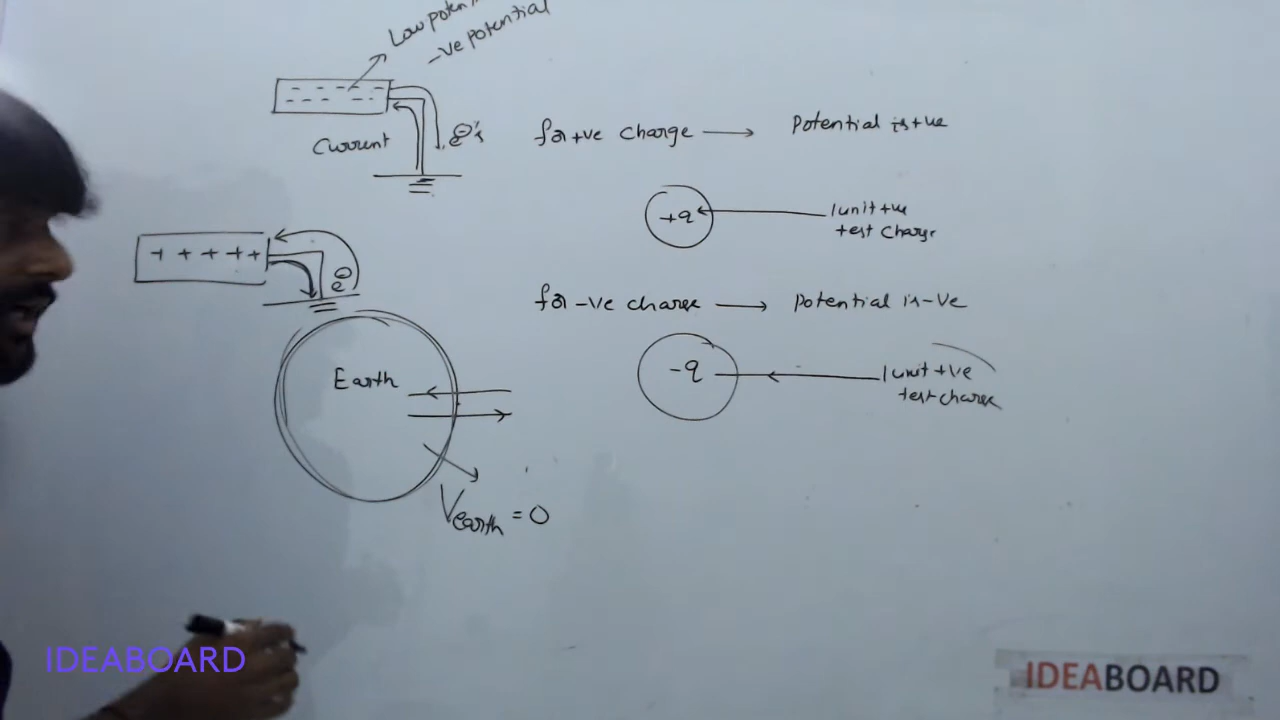 Low poten
-ve potential
- - - - -
- - - -
Current
e's
for +ve charge → Potential is +ve
+q
1 unit +ve
test charge
+ + + + +
e
for -ve charge → potential is -ve
-q
1 unit +ve
test charge
Earth
Vearth = 0
IDEABOARD
IDEABOARD